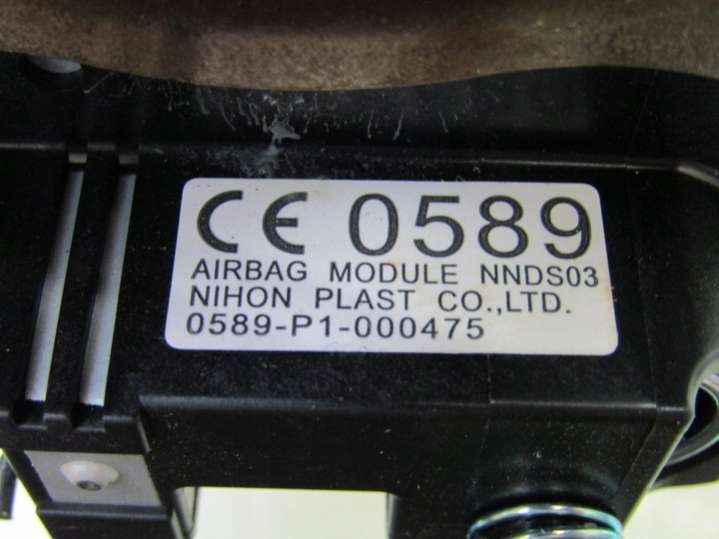 CE 0589
AIRBAG MODULE NNDS03
NIHON PLAST CO.,LTD.
0589-P1-000475